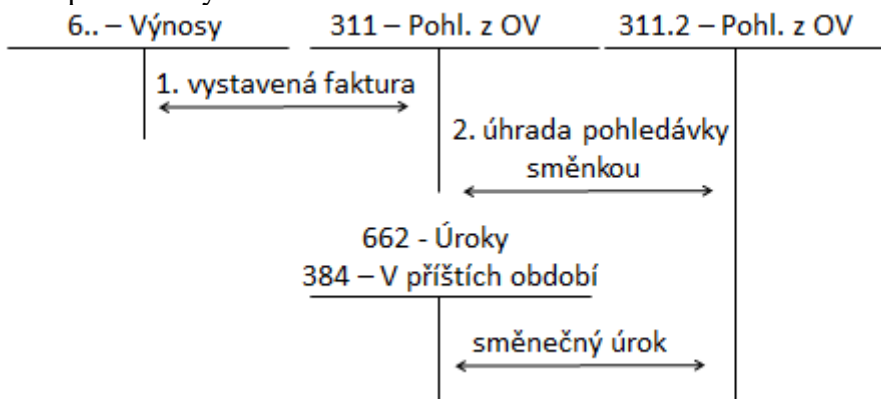 6.. – Výnosy
311 – Pohl. z OV
311.2 – Pohl. z OV
1. vystavená faktura
2. úhrada pohledávky
směnkou
662 - Úroky
384 – V příštích období
směnečný úrok